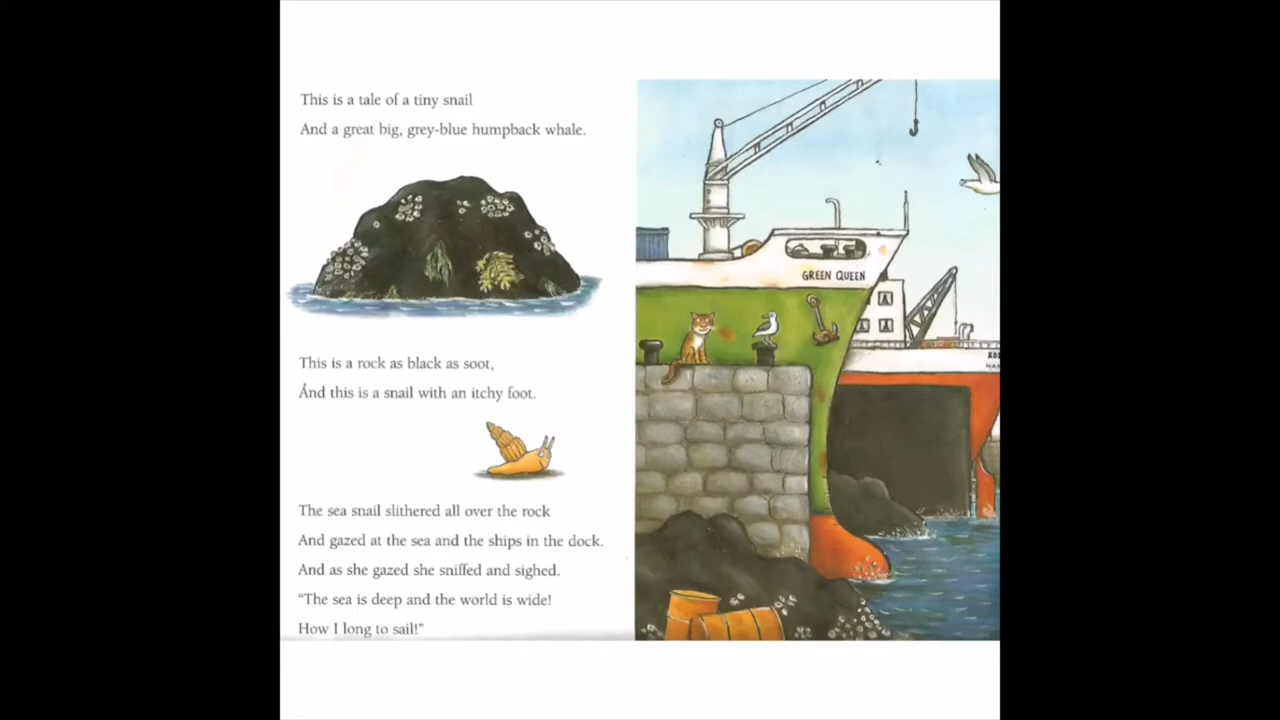 This is a tale of a tiny snail
And a great big, grey-blue humpback whale.
This is a rock as black as soot,
And this is a snail with an itchy foot.
The sea snail slithered all over the rock
And gazed at the sea and the ships in the dock.
And as she gazed she sniffed and sighed.
“The sea is deep and the world is wide!
How I long to sail!”
GREEN QUEEN